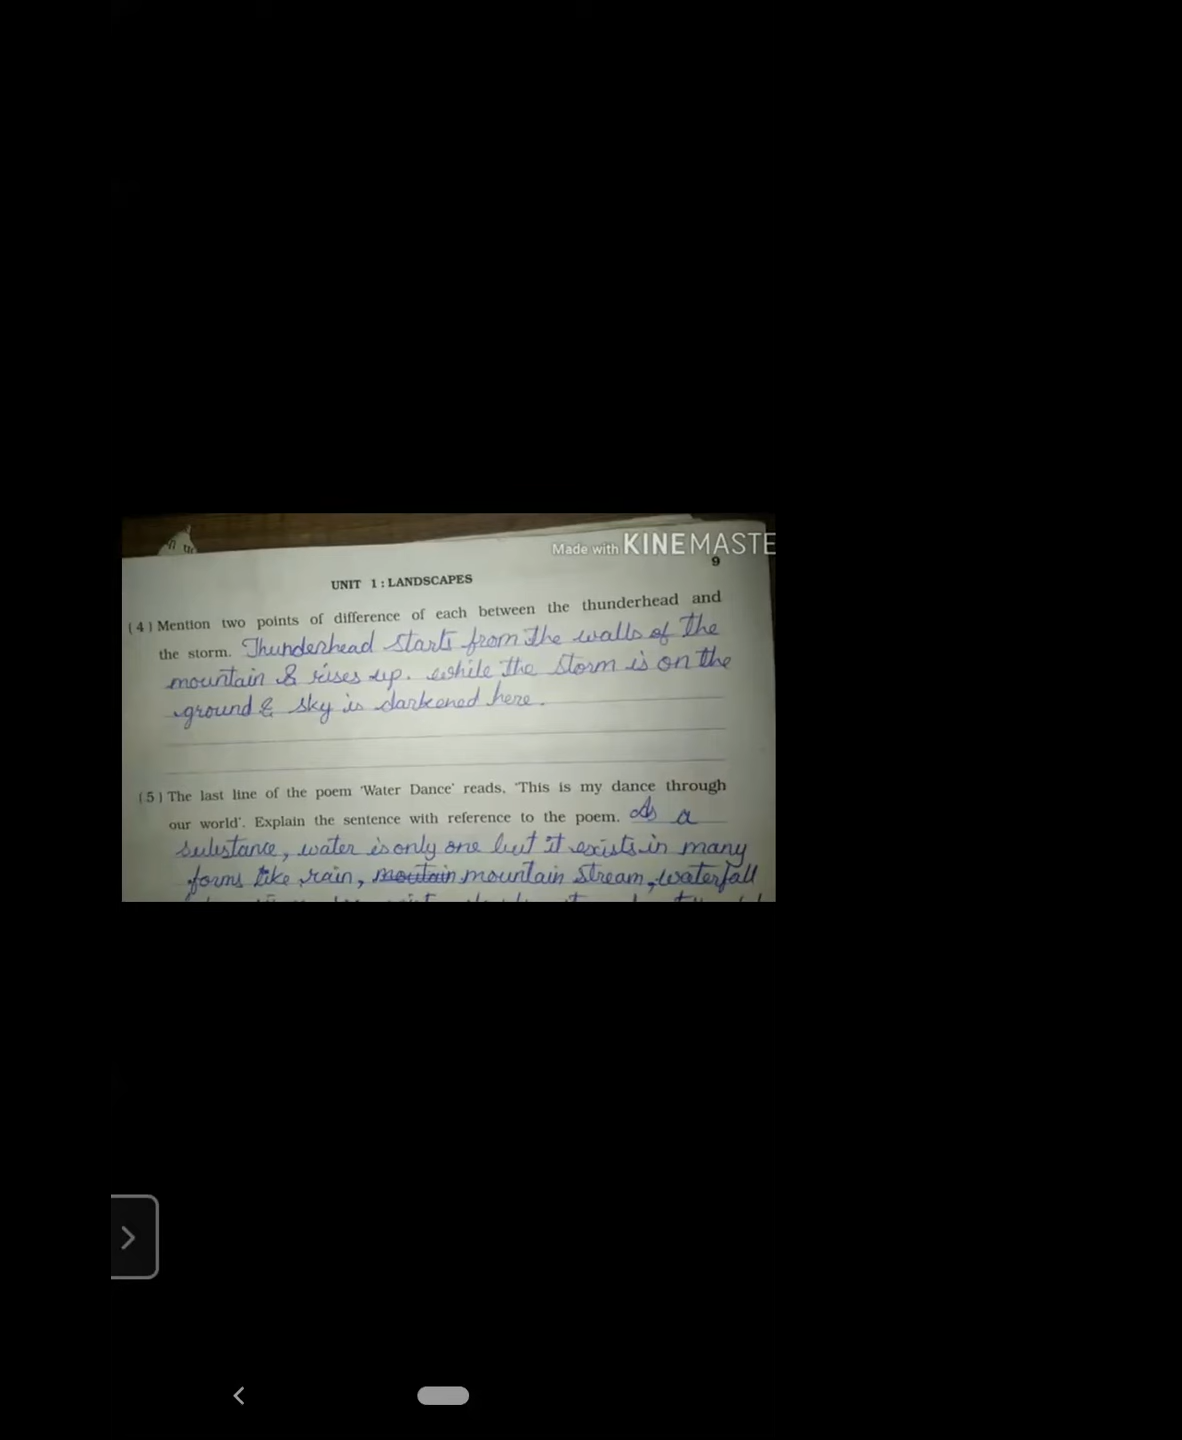 Made with KINEMASTE
9
UNIT 1 : LANDSCAPES
(4) Mention two points of difference of each between the thunderhead and
the storm. Thunderhead starts from the walls of the
mountain & rises up. while the storm is on the
ground & sky is darkened here.
(5) The last line of the poem 'Water Dance' reads, 'This is my dance through
our world'. Explain the sentence with reference to the poem. As a
substance, water is only one but it exists in many
forms like rain, moutain mountain stream, waterfall